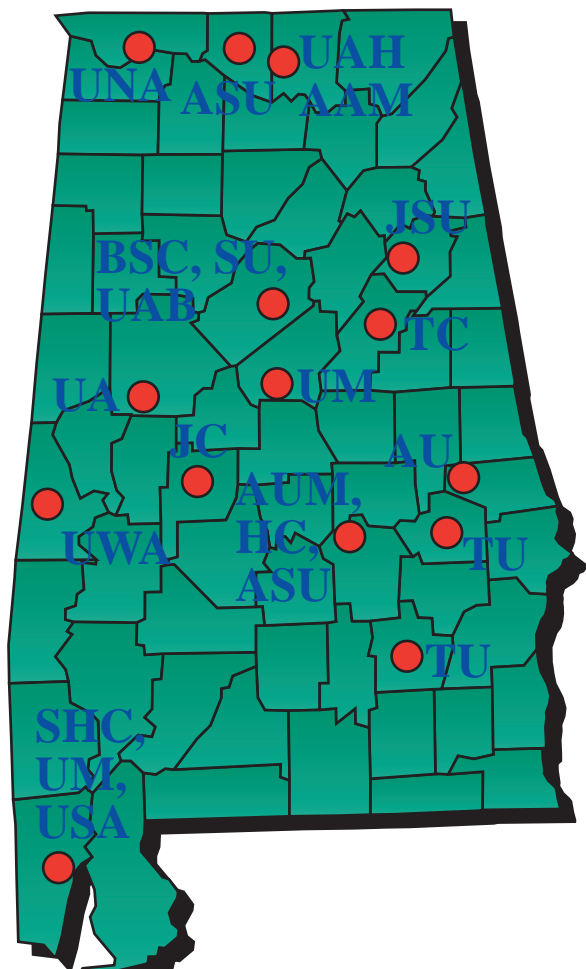 UNA
ASU
UAH
AAM
JSU
BSC, SU,
UAB
TC
UA
UM
JC
AU
AUM,
HC,
ASU
UWA
TU
TU
SHC,
UM,
USA